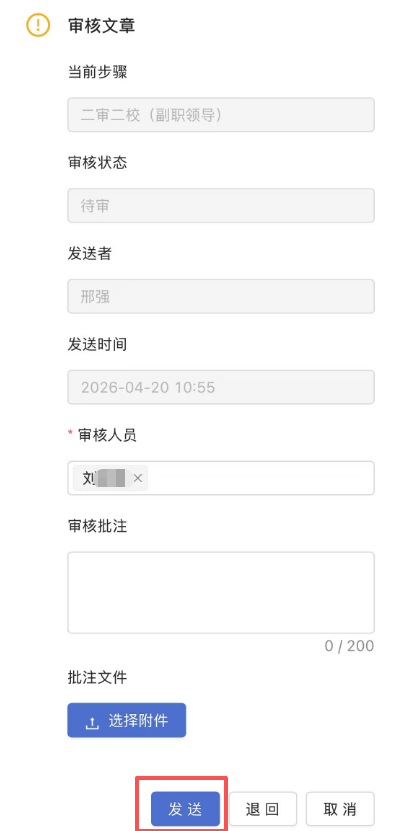 审核文章
当前步骤
二审二校（副职领导）
审核状态
待审
发送者
邢强
发送时间
2026-04-20 10:55
* 审核人员
刘 ×
审核批注
0 / 200
批注文件
选择附件
发送 退回 取消